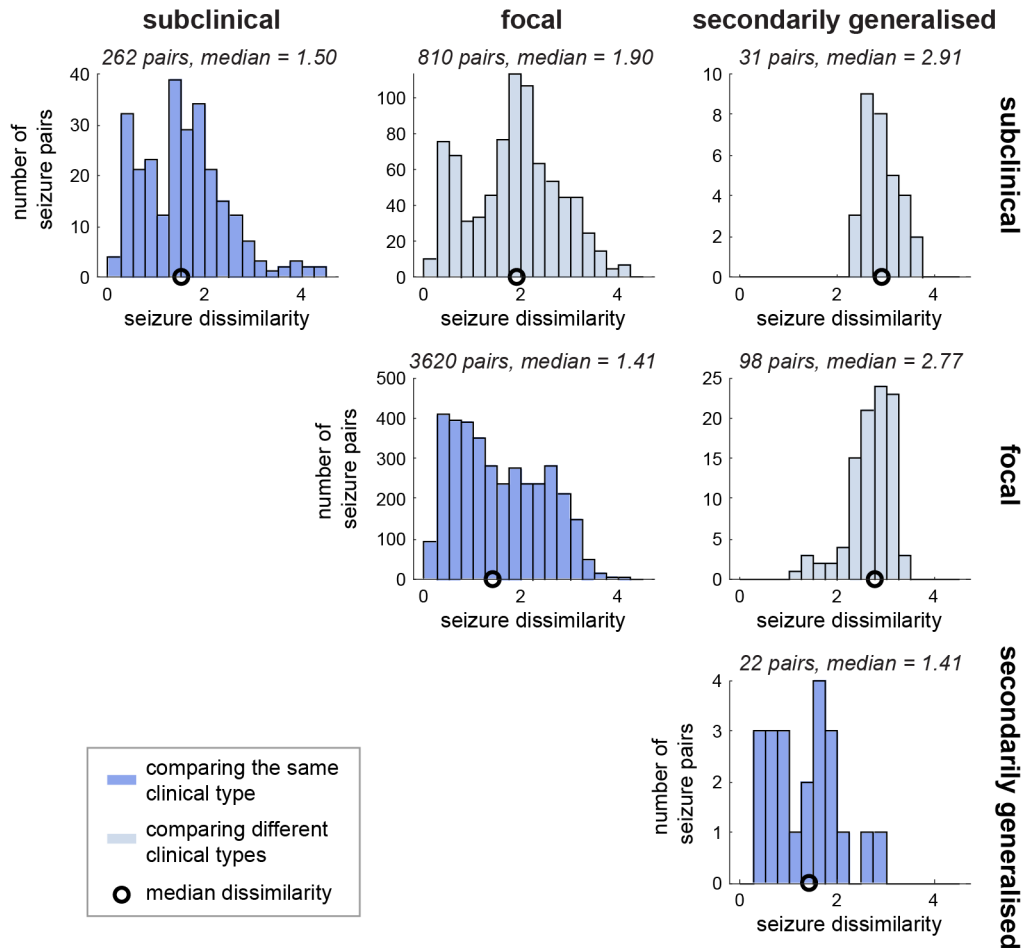 subclinical
focal
secondarily generalised
262 pairs, median = 1.50
810 pairs, median = 1.90
31 pairs, median = 2.91
number of
seizure pairs
40
30
20
10
0
0 2 4
seizure dissimilarity
100
80
60
40
20
0
0 2 4
seizure dissimilarity
10
8
6
4
2
0
0 2 4
seizure dissimilarity
subclinical
3620 pairs, median = 1.41
98 pairs, median = 2.77
number of
seizure pairs
500
400
300
200
100
0
0 2 4
seizure dissimilarity
25
20
15
10
5
0
0 2 4
seizure dissimilarity
focal
22 pairs, median = 1.41
number of
seizure pairs
4
3
2
1
0
0 2 4
seizure dissimilarity
secondarily generalised
comparing the same
clinical type
comparing different
clinical types
median dissimilarity